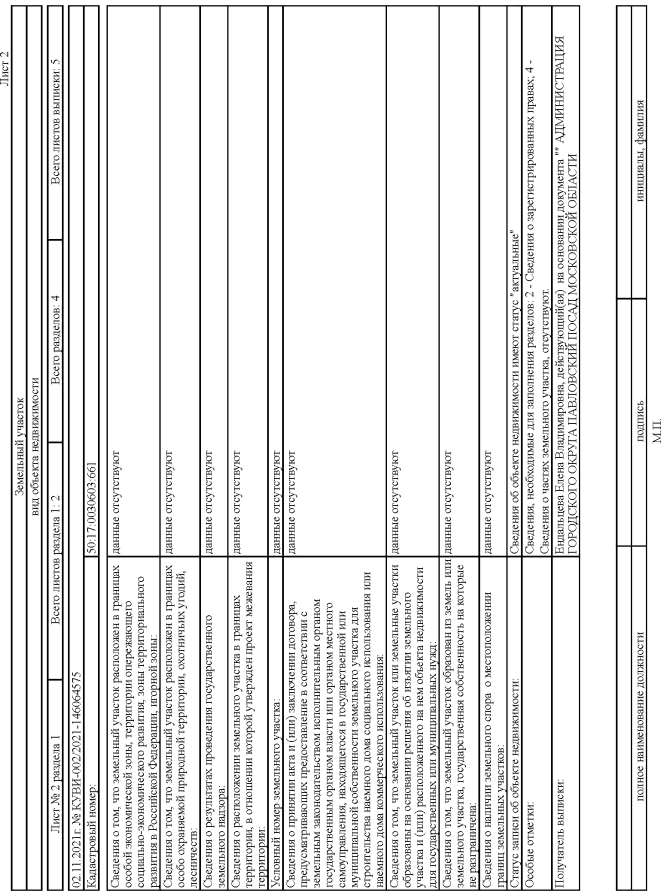 Лист 2
Земельный участок
вид объекта недвижимости
Лист № 2 раздела 1 Всего листов раздела 1: 2 Всего разделов: 4 Всего листов выписки: 5
02.11.2021г. № КУВИ-002/2021-146064575
Кадастровый номер: 50:17:0030603:661
Сведения о том, что земельный участок расположен в границах
особой экономической зоны, территории опережающего
социально-экономического развития, зоны территориального
развития в Российской Федерации, игорной зоны: данные отсутствуют
Сведения о том, что земельный участок расположен в границах
особо охраняемой природной территории, охотничьих угодий,
лесничеств: данные отсутствуют
Сведения о результатах проведения государственного
земельного надзора: данные отсутствуют
Сведения о расположении земельного участка в границах
территории, в отношении которой утвержден проект межевания
территории: данные отсутствуют
Условный номер земельного участка: данные отсутствуют
Сведения о принятии акта и (или) заключении договора,
предусматривающих предоставление в соответствии с
земельным законодательством исполнительным органом
государственным органом власти или органом местного
самоуправления, находящегося в государственной или
муниципальной собственности земельного участка для
строительства наемного дома социального использования или
наемного дома коммерческого использования: данные отсутствуют
Сведения о том, что земельный участок или земельные участки
образованы на основании решения об изъятии земельного
участка и (или) расположенного на нем объекта недвижимости
для государственных или муниципальных нужд: данные отсутствуют
Сведения о том, что земельный участок образован из земель или
земельного участка, государственная собственность на которые
не разграничена: данные отсутствуют
Сведения о наличии земельного спора о местоположении
границ земельных участков: данные отсутствуют
Статус записи об объекте недвижимости: Сведения об объекте недвижимости имеют статус "актуальные"
Особые отметки: Сведения, необходимые для заполнения разделов: 2 - Сведения о зарегистрированных правах; 4 -
Сведения о частях земельного участка, отсутствуют.
Получатель выписки: Ендальцева Елена Владимировна, действующий(ая) на основании документа "" АДМИНИСТРАЦИЯ
ГОРОДСКОГО ОКРУГА ПАВЛОВСКИЙ ПОСАД МОСКОВСКОЙ ОБЛАСТИ
полное наименование должности подпись инициалы, фамилия
М.П.